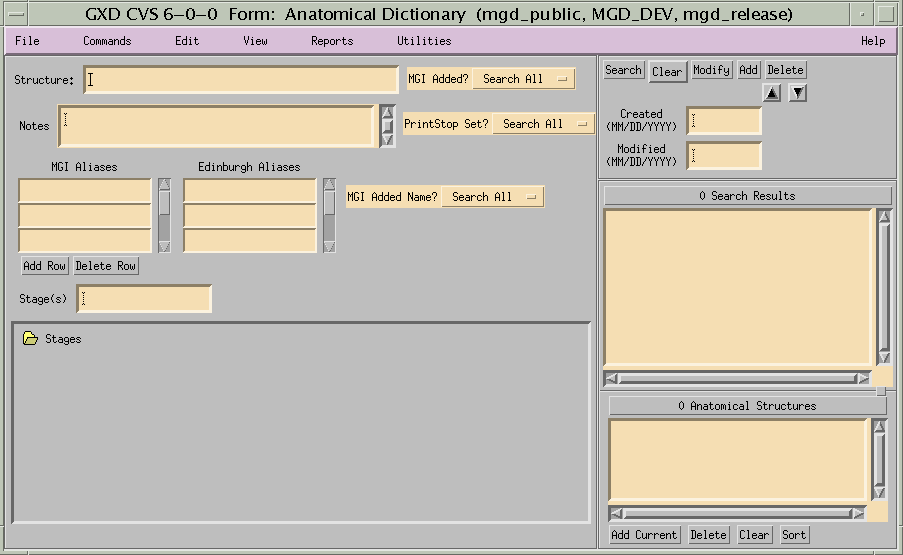 GXD CVS 6-0-0 Form: Anatomical Dictionary (mgd_public, MGD_DEV, mgd_release)
File Commands Edit View Reports Utilities Help
Structure: MGI Added? Search All
Notes PrintStop Set? Search All
MGI Aliases Edinburgh Aliases
MGI Added Name? Search All
Add Row Delete Row
Stage(s)
Stages
Search Clear Modify Add Delete
Created
(MM/DD/YYYY)
Modified
(MM/DD/YYYY)
0 Search Results
0 Anatomical Structures
Add Current Delete Clear Sort